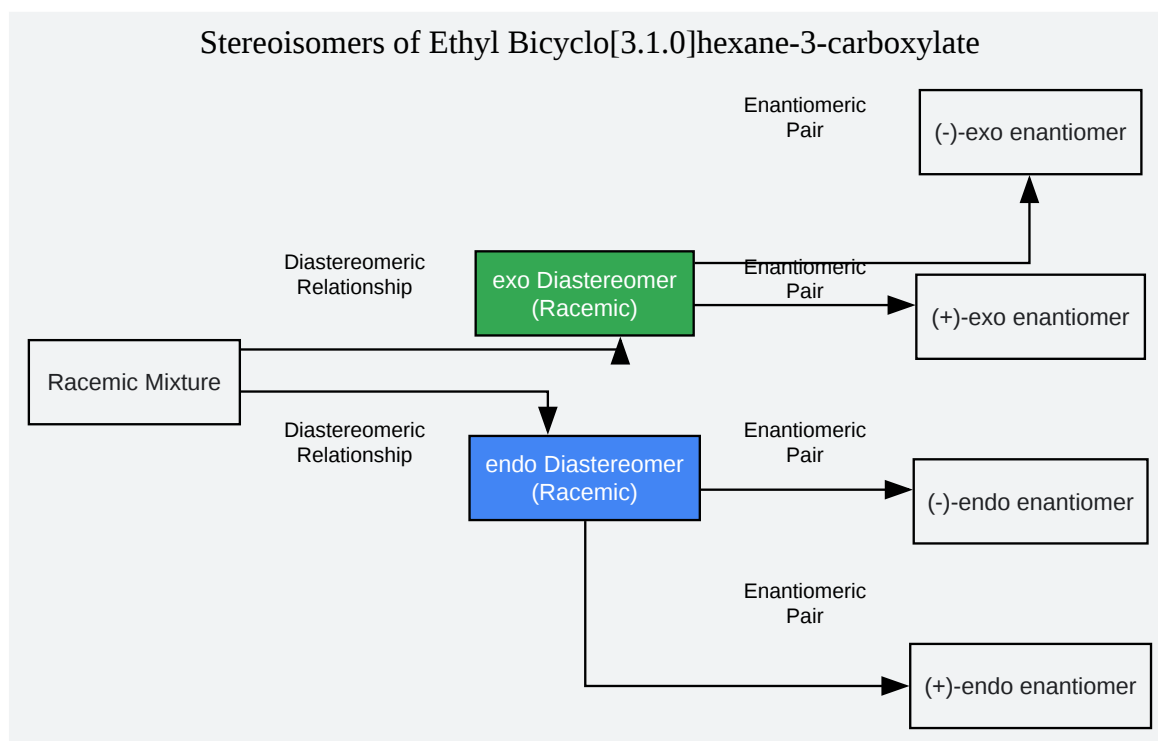 Stereoisomers of Ethyl Bicyclo[3.1.0]hexane-3-carboxylate
Enantiomeric
Pair
(-)-exo enantiomer
Diastereomeric
Relationship
exo Diastereomer
(Racemic)
Enantiomeric
Pair
(+)-exo enantiomer
Racemic Mixture
Diastereomeric
Relationship
endo Diastereomer
(Racemic)
Enantiomeric
Pair
(-)-endo enantiomer
Enantiomeric
Pair
(+)-endo enantiomer